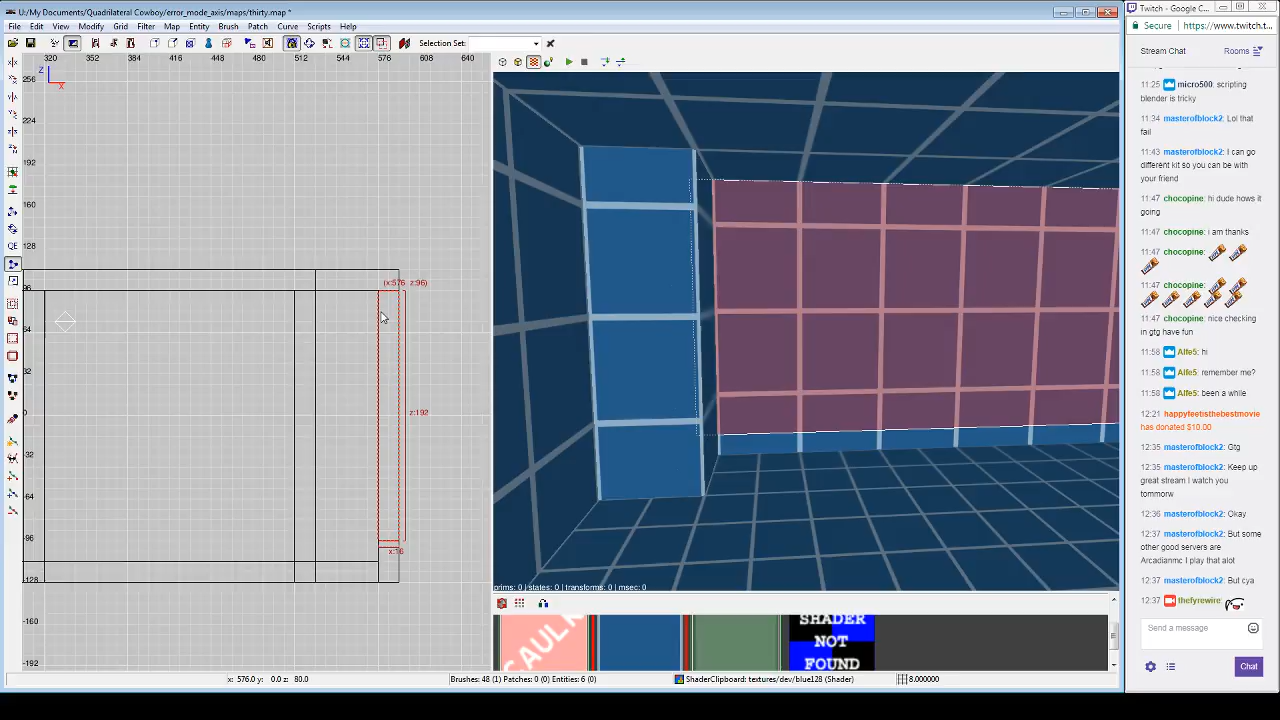 U:/My Documents/Quadrilateral Cowboy/error_mode_axis/maps/thirty.map *
File Edit View Modify Grid Filter Map Entity Brush Patch Curve Scripts Help
Selection Set:
320 352 384 416 448 480 512 544 576 608 640
Z
X
256
224
192
160
128
96
64
32
0
32
64
96
128
-160
-192
QE
(x:576 z:96)
z:192
x:16
prims: 0 | states: 0 | transforms: 0 | msec: 0
CAULK
SHADER
NOT
FOUND
x: 576.0 y: 0.0 z: 80.0
Brushes: 48 (1) Patches: 0 (0) Entities: 6 (0)
ShaderClipboard: textures/dev/blue128 (Shader)
8.000000
Twitch - Google C...
Secure
https://www.twitch.t...
Stream Chat
Rooms
11:25 micro500: scripting
blender is tricky
11:34 masterofblock2: Lol that
fail
11:43 masterofblock2: I can go
different kit so you can be with
your friend
11:47 chocopine: hi dude hows it
going
11:47 chocopine: i am thanks
11:47 chocopine:
11:47 chocopine:
11:47 chocopine: nice checking
in gtg have fun
11:58 Alfe5: hi
11:58 Alfe5: remember me?
11:58 Alfe5: been a while
12:21 happyfeetisthebestmovie
has donated $10.00
12:35 masterofblock2: Gtg
12:35 masterofblock2: Keep up
great stream I watch you
tommorw
12:36 masterofblock2: Okay
12:37 masterofblock2: But some
other good servers are
Arcadianmc I play that alot!
12:37 masterofblock2: But cya
12:37 thefyrewire:
Send a message
Chat